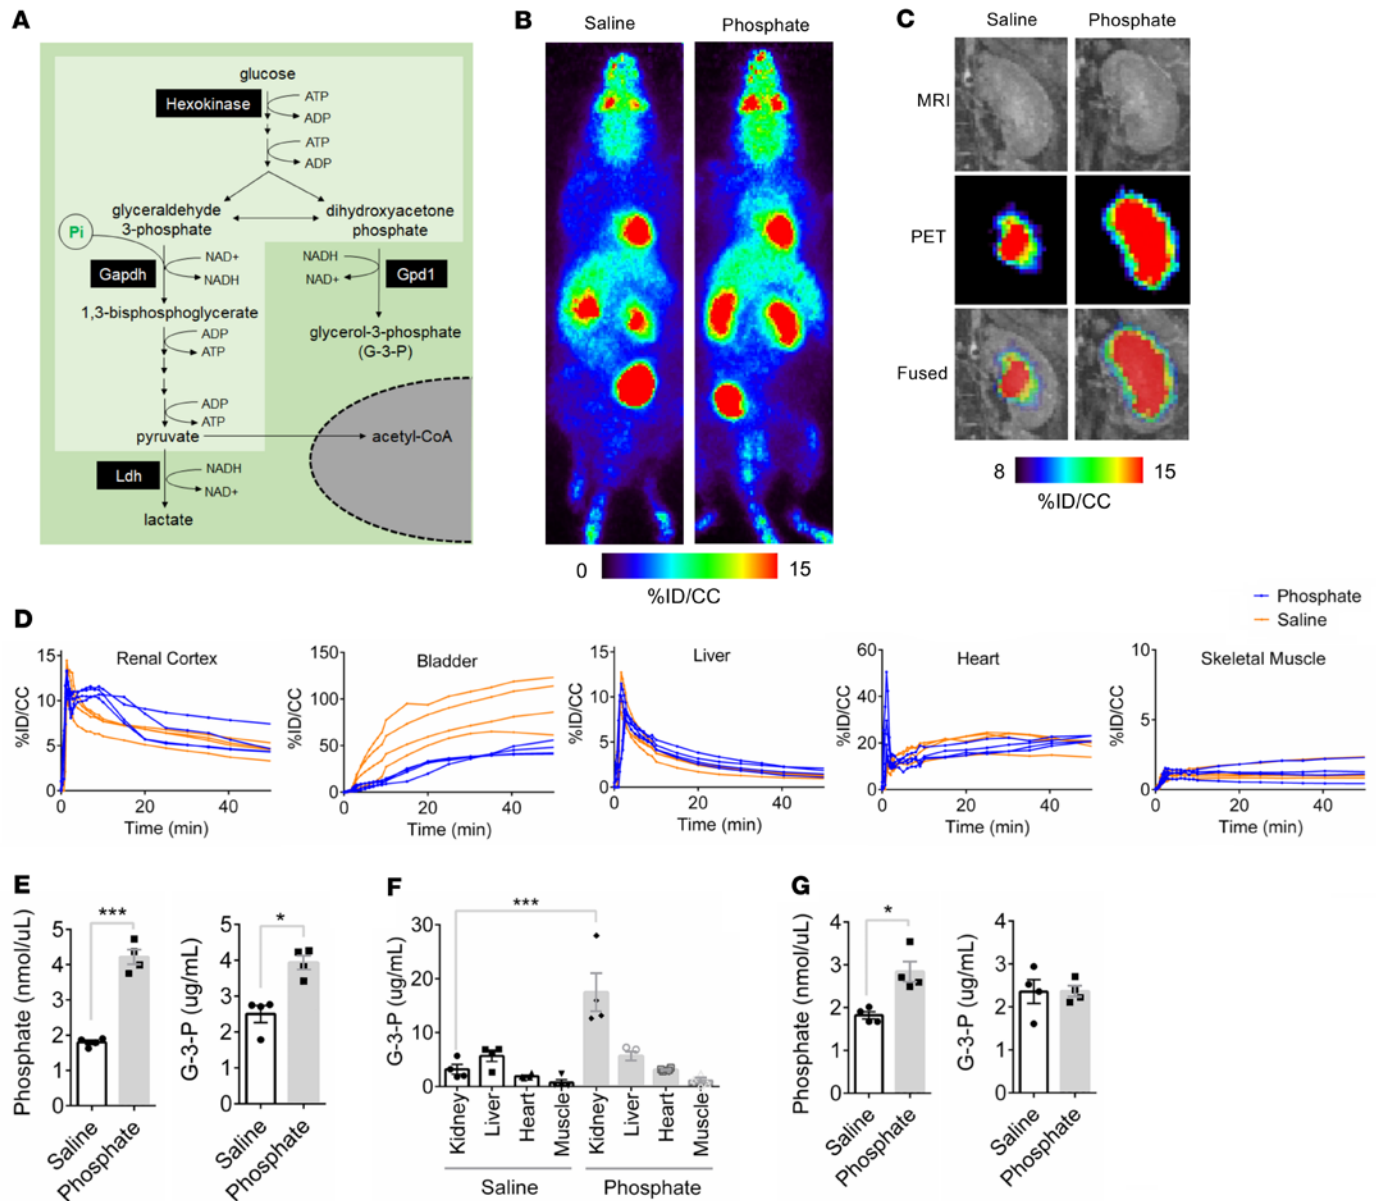 A
glucose
Hexokinase
ATP
ADP
ATP
ADP
glyceraldehyde
3-phosphate
dihydroxyacetone
phosphate
Pi
Gapdh
NAD+
NADH
NADH
NAD+
Gpd1
1,3-bisphosphoglycerate
glycerol-3-phosphate
(G-3-P)
ADP
ATP
ADP
ATP
pyruvate
acetyl-CoA
Ldh
NADH
NAD+
lactate
B
Saline
Phosphate
0
15
%ID/CC
C
Saline
Phosphate
MRI
PET
Fused
8
15
%ID/CC
Phosphate
Saline
D
Renal Cortex
%ID/CC
15
10
5
0
0
20
40
Time (min)
Bladder
%ID/CC
150
100
50
0
0
20
40
Time (min)
Liver
%ID/CC
15
10
5
0
0
20
40
Time (min)
Heart
%ID/CC
60
40
20
0
0
20
40
Time (min)
Skeletal Muscle
%ID/CC
10
5
0
0
20
40
Time (min)
E
Phosphate (nmol/uL)
5
4
3
2
1
0
***
Saline
Phosphate
G-3-P (ug/mL)
5
4
3
2
1
0
*
Saline
Phosphate
F
G-3-P (ug/mL)
30
20
10
0
***
Kidney
Liver
Heart
Muscle
Kidney
Liver
Heart
Muscle
Saline
Phosphate
G
Phosphate (nmol/uL)
4
3
2
1
0
*
Saline
Phosphate
G-3-P (ug/mL)
4
3
2
1
0
Saline
Phosphate